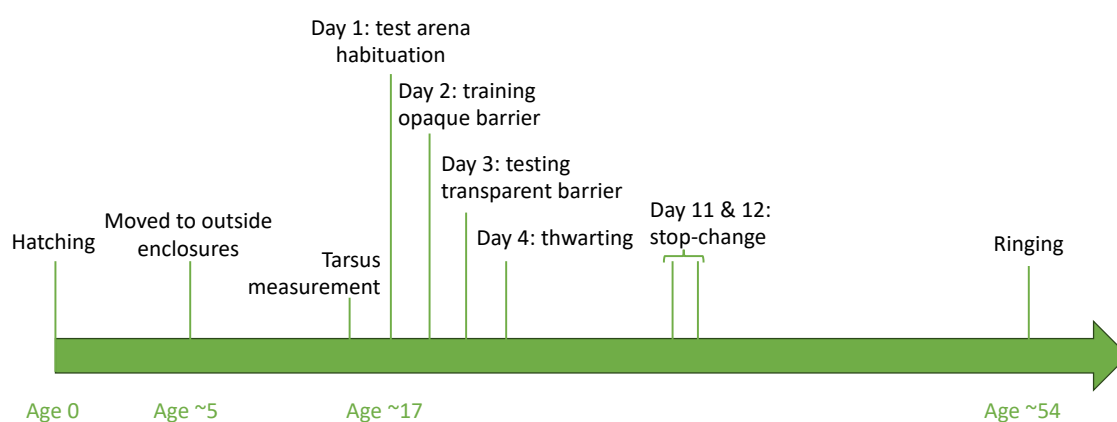 Day 1: test arena
habituation
Day 2: training
opaque barrier
Day 3: testing
transparent barrier
Day 4: thwarting
Day 11 & 12:
stop-change
Hatching
Moved to outside
enclosures
Tarsus
measurement
Ringing
Age 0
Age ~5
Age ~17
Age ~54